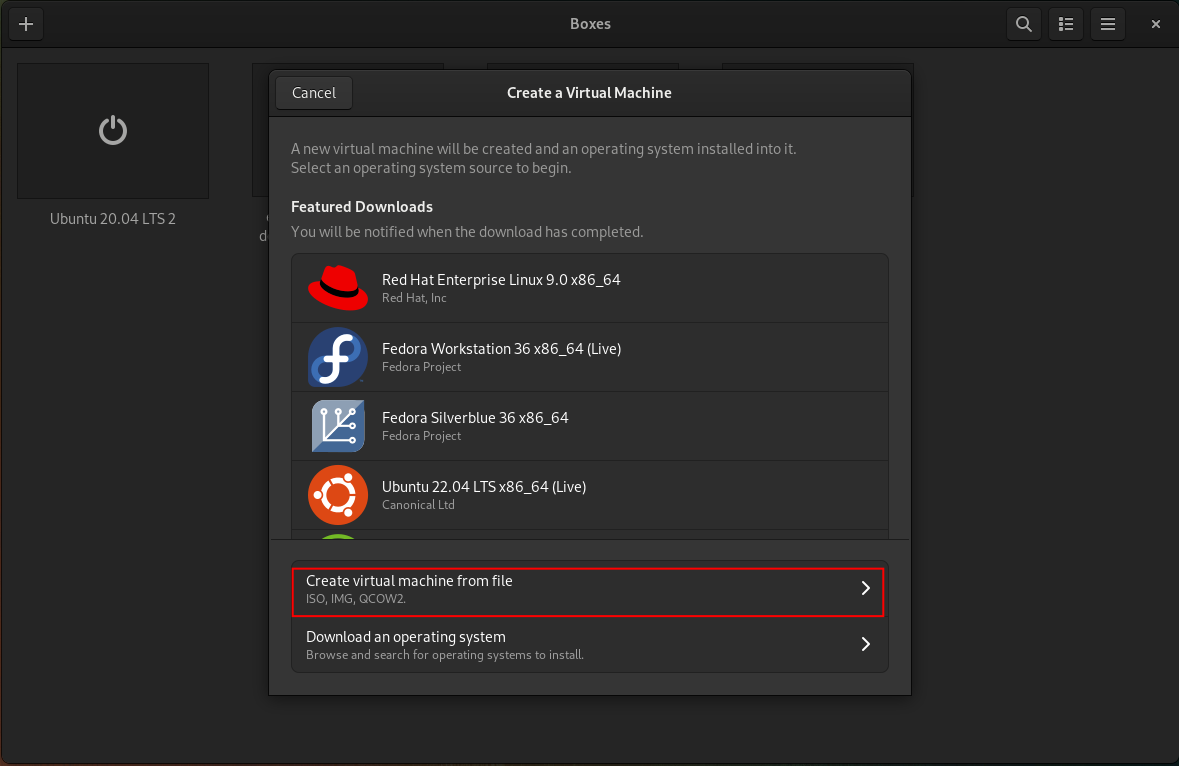 Boxes
Cancel
Create a Virtual Machine
A new virtual machine will be created and an operating system installed into it.
Select an operating system source to begin.
Ubuntu 20.04 LTS 2
Featured Downloads
You will be notified when the download has completed.
Red Hat Enterprise Linux 9.0 x86_64
Red Hat, Inc
Fedora Workstation 36 x86_64 (Live)
Fedora Project
Fedora Silverblue 36 x86_64
Fedora Project
Ubuntu 22.04 LTS x86_64 (Live)
Canonical Ltd
Create virtual machine from file
ISO, IMG, QCOW2.
Download an operating system
Browse and search for operating systems to install.